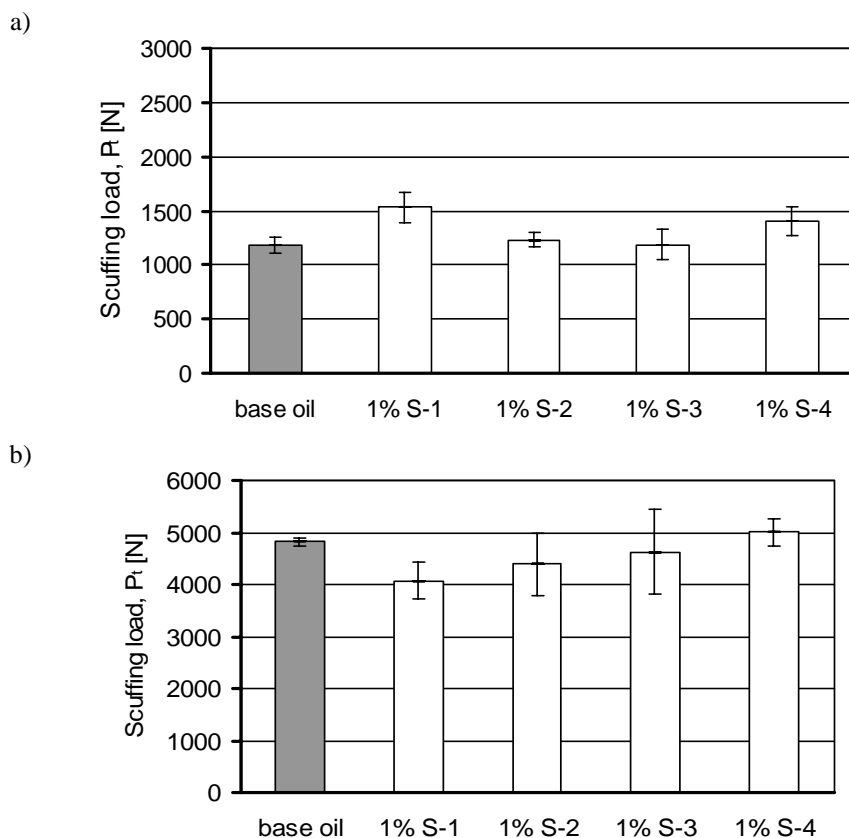 a)
3000
2500
2000
1500
1000
500
0
Scuffing load, Pt [N]
base oil 1% S-1 1% S-2 1% S-3 1% S-4
b)
6000
5000
4000
3000
2000
1000
0
Scuffing load, Pt [N]
base oil 1% S-1 1% S-2 1% S-3 1% S-4